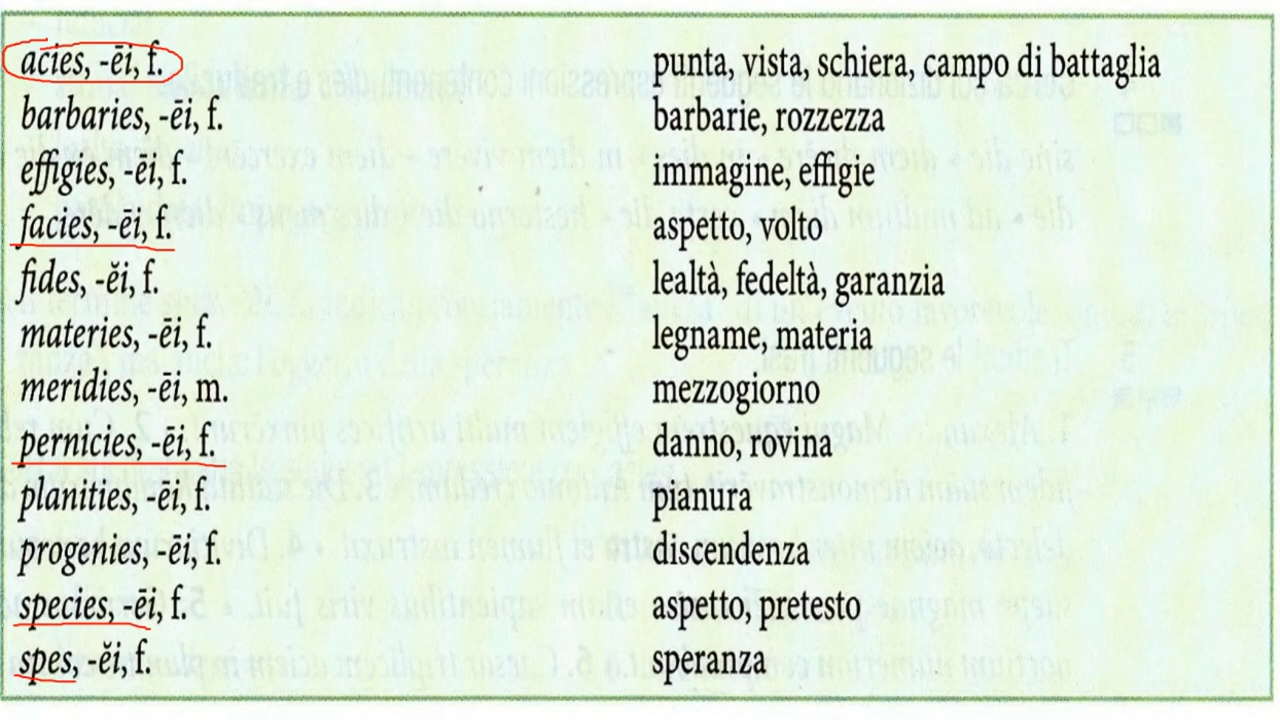 acies, -ēi, f. punta, vista, schiera, campo di battaglia
barbaries, -ēi, f. barbarie, rozzezza
effigies, -ēi, f. immagine, effigie
facies, -ēi, f. aspetto, volto
fides, -ĕi, f. lealtà, fedeltà, garanzia
materies, -ēi, f. legname, materia
meridies, -ēi, m. mezzogiorno
pernicies, -ēi, f. danno, rovina
planities, -ēi, f. pianura
progenies, -ēi, f. discendenza
species, -ēi, f. aspetto, pretesto
spes, -ĕi, f. speranza